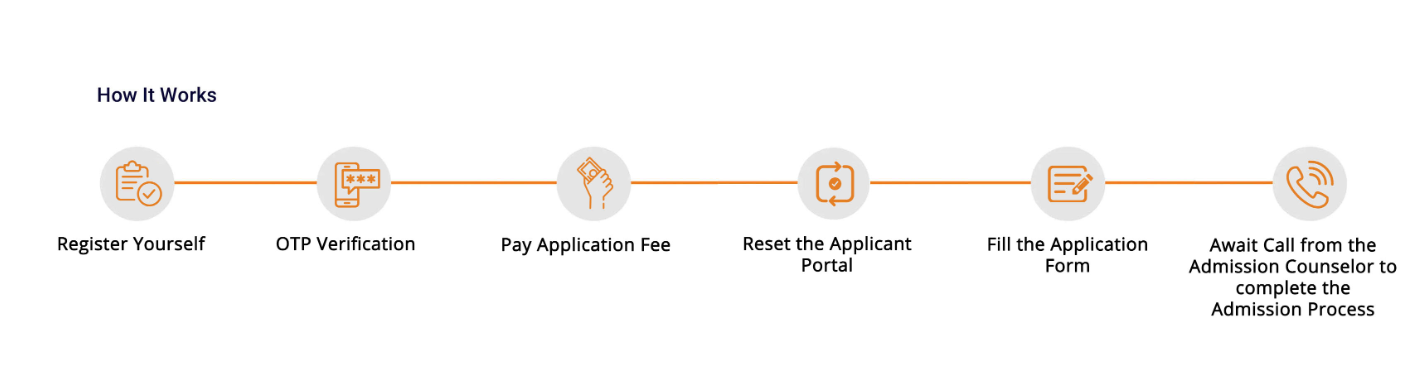 How It Works
***
Register Yourself
OTP Verification
Pay Application Fee
Reset the Applicant
Portal
Fill the Application
Form
Await Call from the
Admission Counselor to
complete the
Admission Process